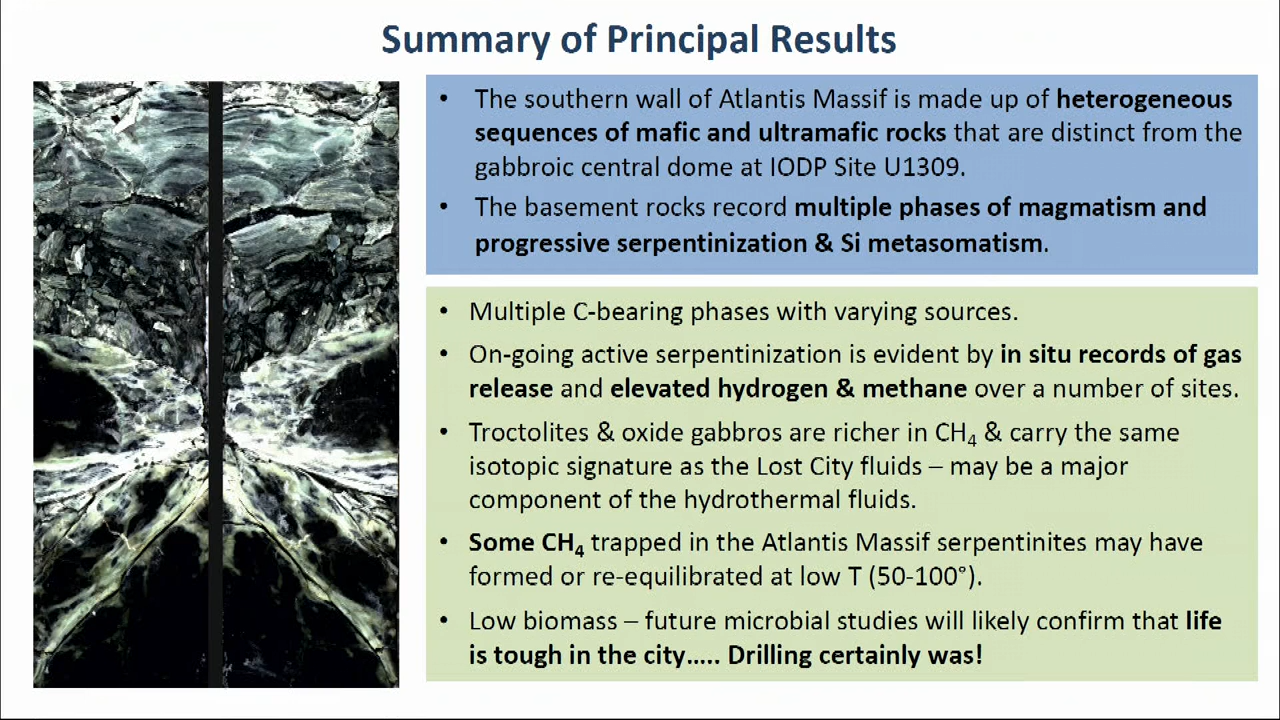 Summary of Principal Results
• The southern wall of Atlantis Massif is made up of heterogeneous
sequences of mafic and ultramafic rocks that are distinct from the
gabbroic central dome at IODP Site U1309.
• The basement rocks record multiple phases of magmatism and
progressive serpentinization & Si metasomatism.
• Multiple C-bearing phases with varying sources.
• On-going active serpentinization is evident by in situ records of gas
release and elevated hydrogen & methane over a number of sites.
• Troctolites & oxide gabbros are richer in CH₄ & carry the same
isotopic signature as the Lost City fluids – may be a major
component of the hydrothermal fluids.
• Some CH₄ trapped in the Atlantis Massif serpentinites may have
formed or re-equilibrated at low T (50-100°).
• Low biomass – future microbial studies will likely confirm that life
is tough in the city..... Drilling certainly was!